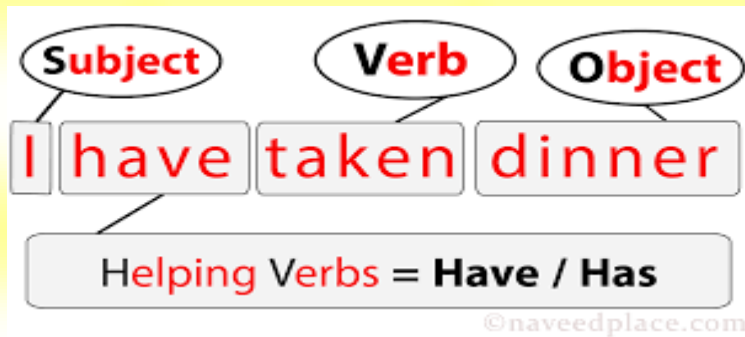 Subject Verb Object
I have taken dinner
Helping Verbs = Have / Has
©naveedplace.com